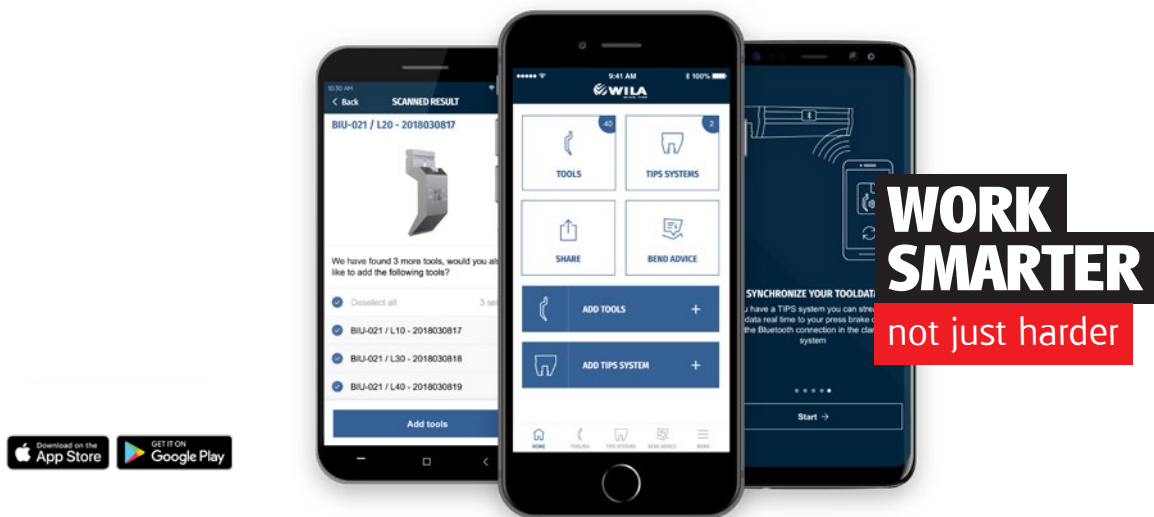 Download on the
App Store
GET IT ON
Google Play
10:30 AM
< Back
SCANNED RESULT
BIU-021 / L20 - 2018030817
We have found 3 more tools, would you als
like to add the following tools?
Deselect all
3 sel
BIU-021 / L10 - 2018030817
BIU-021 / L30 - 2018030818
BIU-021 / L40 - 2018030819
Add tools
9:41 AM
100%
WILA
40
TOOLS
2
TIPS SYSTEMS
SHARE
BEND ADVICE
ADD TOOLS +
ADD TIPS SYSTEM +
HOME
TOOLING
TIPS SYSTEMS
BEND ADVICE
MENU
SYNCHRONIZE YOUR TOOLDATA
u have a TIPS system you can strea
data real time to your press brake
the Bluetooth connection in the cla
system
Start →
WORK
SMARTER
not just harder